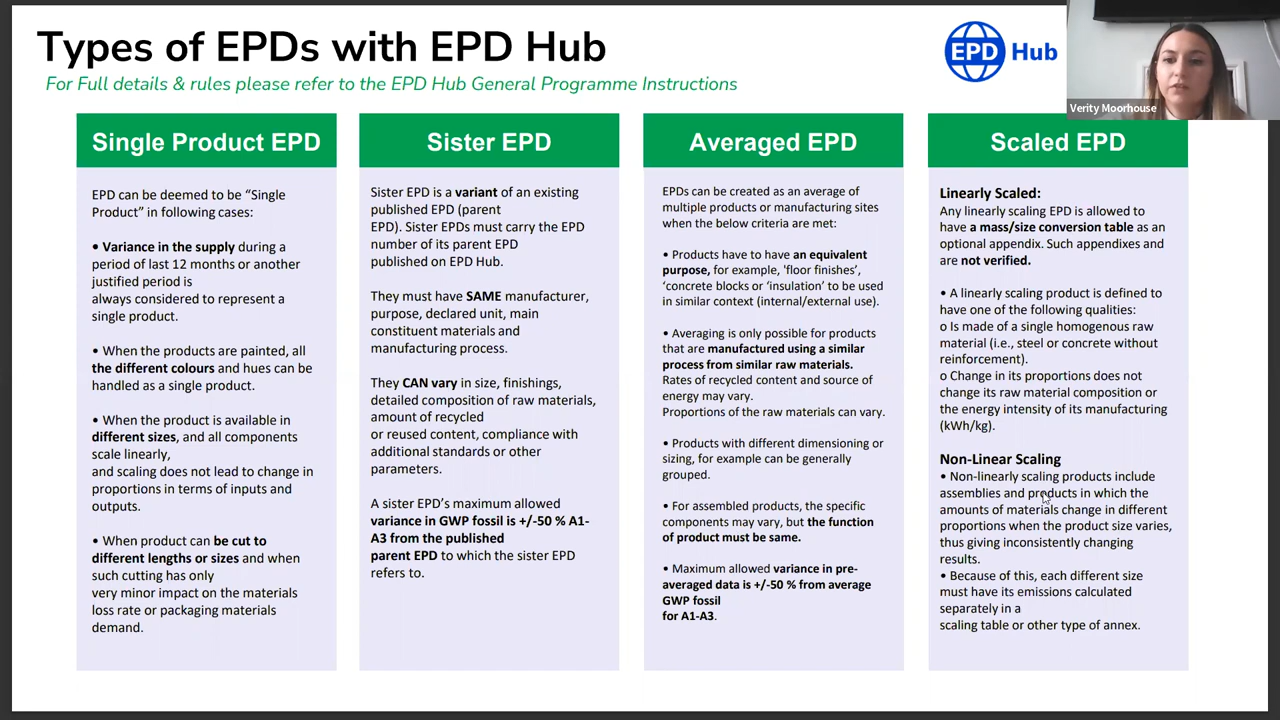 Types of EPDs with EPD Hub
For Full details & rules please refer to the EPD Hub General Programme Instructions
EPD Hub
Verity Moorhouse
Single Product EPD
EPD can be deemed to be “Single
Product” in following cases:
• Variance in the supply during a
period of last 12 months or another
justified period is
always considered to represent a
single product.
• When the products are painted, all
the different colours and hues can be
handled as a single product.
• When the product is available in
different sizes, and all components
scale linearly,
and scaling does not lead to change in
proportions in terms of inputs and
outputs.
• When product can be cut to
different lengths or sizes and when
such cutting has only
very minor impact on the materials
loss rate or packaging materials
demand.
Sister EPD
Sister EPD is a variant of an existing
published EPD (parent
EPD). Sister EPDs must carry the EPD
number of its parent EPD
published on EPD Hub.
They must have SAME manufacturer,
purpose, declared unit, main
constituent materials and
manufacturing process.
They CAN vary in size, finishings,
detailed composition of raw materials,
amount of recycled
or reused content, compliance with
additional standards or other
parameters.
A sister EPD’s maximum allowed
variance in GWP fossil is +/-50 % A1-
A3 from the published
parent EPD to which the sister EPD
refers to.
Averaged EPD
EPDs can be created as an average of
multiple products or manufacturing sites
when the below criteria are met:
• Products have to have an equivalent
purpose, for example, 'floor finishes’,
‘concrete blocks or ‘insulation’ to be used
in similar context (internal/external use).
• Averaging is only possible for products
that are manufactured using a similar
process from similar raw materials.
Rates of recycled content and source of
energy may vary.
Proportions of the raw materials can vary.
• Products with different dimensioning or
sizing, for example can be generally
grouped.
• For assembled products, the specific
components may vary, but the function
of product must be same.
• Maximum allowed variance in pre-
averaged data is +/-50 % from average
GWP fossil
for A1-A3.
Scaled EPD
Linearly Scaled:
Any linearly scaling EPD is allowed to
have a mass/size conversion table as an
optional appendix. Such appendixes and
are not verified.
• A linearly scaling product is defined to
have one of the following qualities:
o Is made of a single homogenous raw
material (i.e., steel or concrete without
reinforcement).
o Change in its proportions does not
change its raw material composition or
the energy intensity of its manufacturing
(kWh/kg).
Non-Linear Scaling
• Non-linearly scaling products include
assemblies and products in which the
amounts of materials change in different
proportions when the product size varies,
thus giving inconsistently changing
results.
• Because of this, each different size
must have its emissions calculated
separately in a
scaling table or other type of annex.